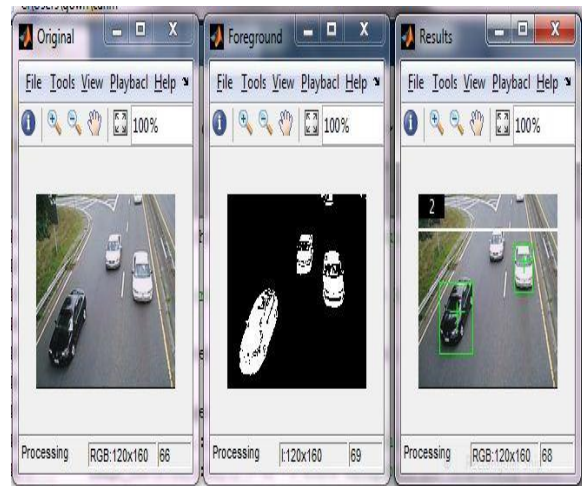 Original
File Tools View Playbacl Help
100%
Processing RGB:120x160 66
Foreground
File Tools View Playbacl Help
100%
Processing I:120x160 69
Results
File Tools View Playbacl Help
100%
2
Processing RGB:120x160 68